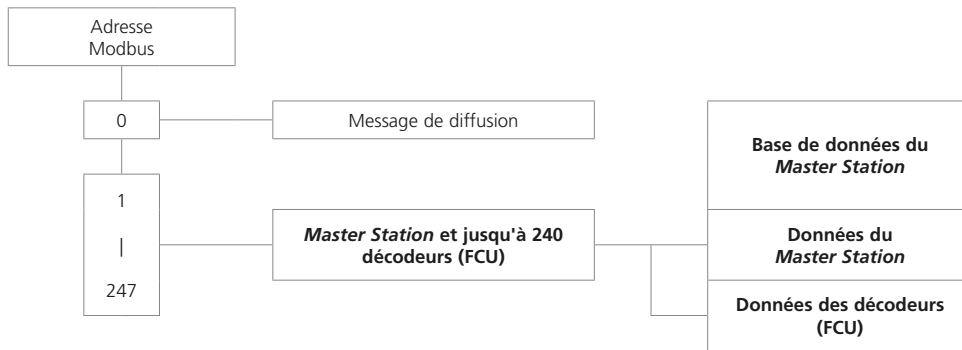 Adresse
Modbus
0
Message de diffusion
Base de données du
Master Station
1
|
247
Master Station et jusqu'à 240
décodeurs (FCU)
Données du
Master Station
Données des décodeurs
(FCU)